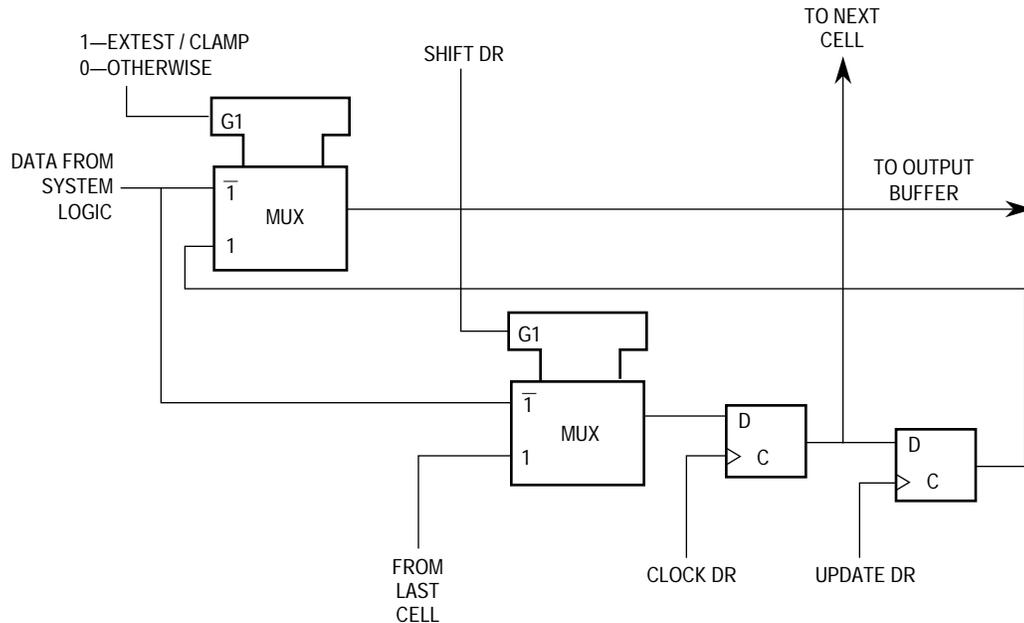 TO NEXT
CELL
1—EXTEST / CLAMP
0—OTHERWISE
SHIFT DR
G1
DATA FROM
SYSTEM
LOGIC
1̅
MUX
1
TO OUTPUT
BUFFER
G1
1̅
MUX
1
D
C
D
C
FROM
LAST
CELL
CLOCK DR
UPDATE DR